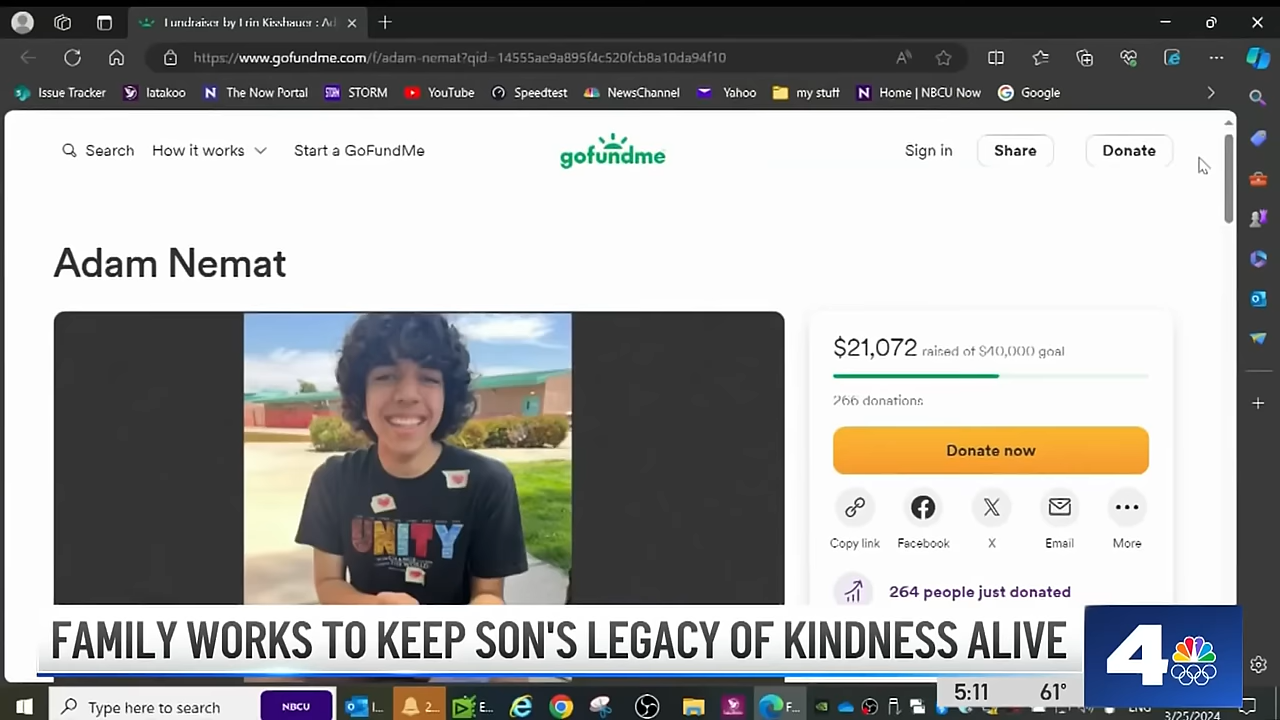 Fundraiser by Erin Kisshauer : Ad
https://www.gofundme.com/f/adam-nemat?qid=14555ae9a895f4c520fcb8a10da94f10
Issue Tracker latakoo The Now Portal STORM YouTube Speedtest NewsChannel Yahoo my stuff Home | NBCU Now Google
Search How it works Start a GoFundMe gofundme Sign in Share Donate
Adam Nemat
$21,072 raised of $40,000 goal
266 donations
Donate now
Copy link Facebook X Email More
264 people just donated
UNITY
FAMILY WORKS TO KEEP SON'S LEGACY OF KINDNESS ALIVE
4
5:11 61°
Type here to search NBCU I... 2... E... F...
3/25/2024